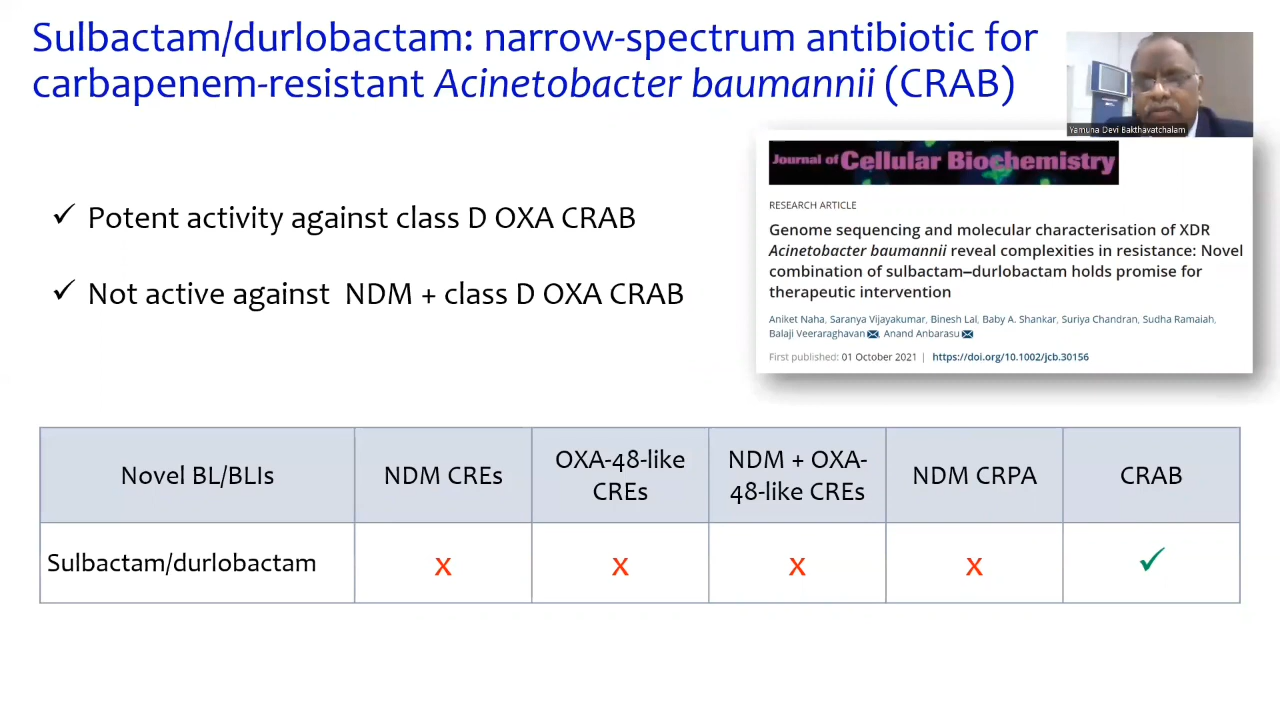 Sulbactam/durlobactam: narrow-spectrum antibiotic for
carbapenem-resistant Acinetobacter baumannii (CRAB)
Yamuna Devi Bakthavatchalam
Journal of Cellular Biochemistry
RESEARCH ARTICLE
Genome sequencing and molecular characterisation of XDR
Acinetobacter baumannii reveal complexities in resistance: Novel
combination of sulbactam–durlobactam holds promise for
therapeutic intervention
Aniket Naha, Saranya Vijayakumar, Binesh Lal, Baby A. Shankar, Suriya Chandran, Sudha Ramaiah,
Balaji Veeraraghavan, Anand Anbarasu
First published: 01 October 2021 | https://doi.org/10.1002/jcb.30156
✓ Potent activity against class D OXA CRAB
✓ Not active against NDM + class D OXA CRAB
Novel BL/BLIs
NDM CREs
OXA-48-like
CREs
NDM + OXA-
48-like CREs
NDM CRPA
CRAB
Sulbactam/durlobactam
x
x
x
x
✓